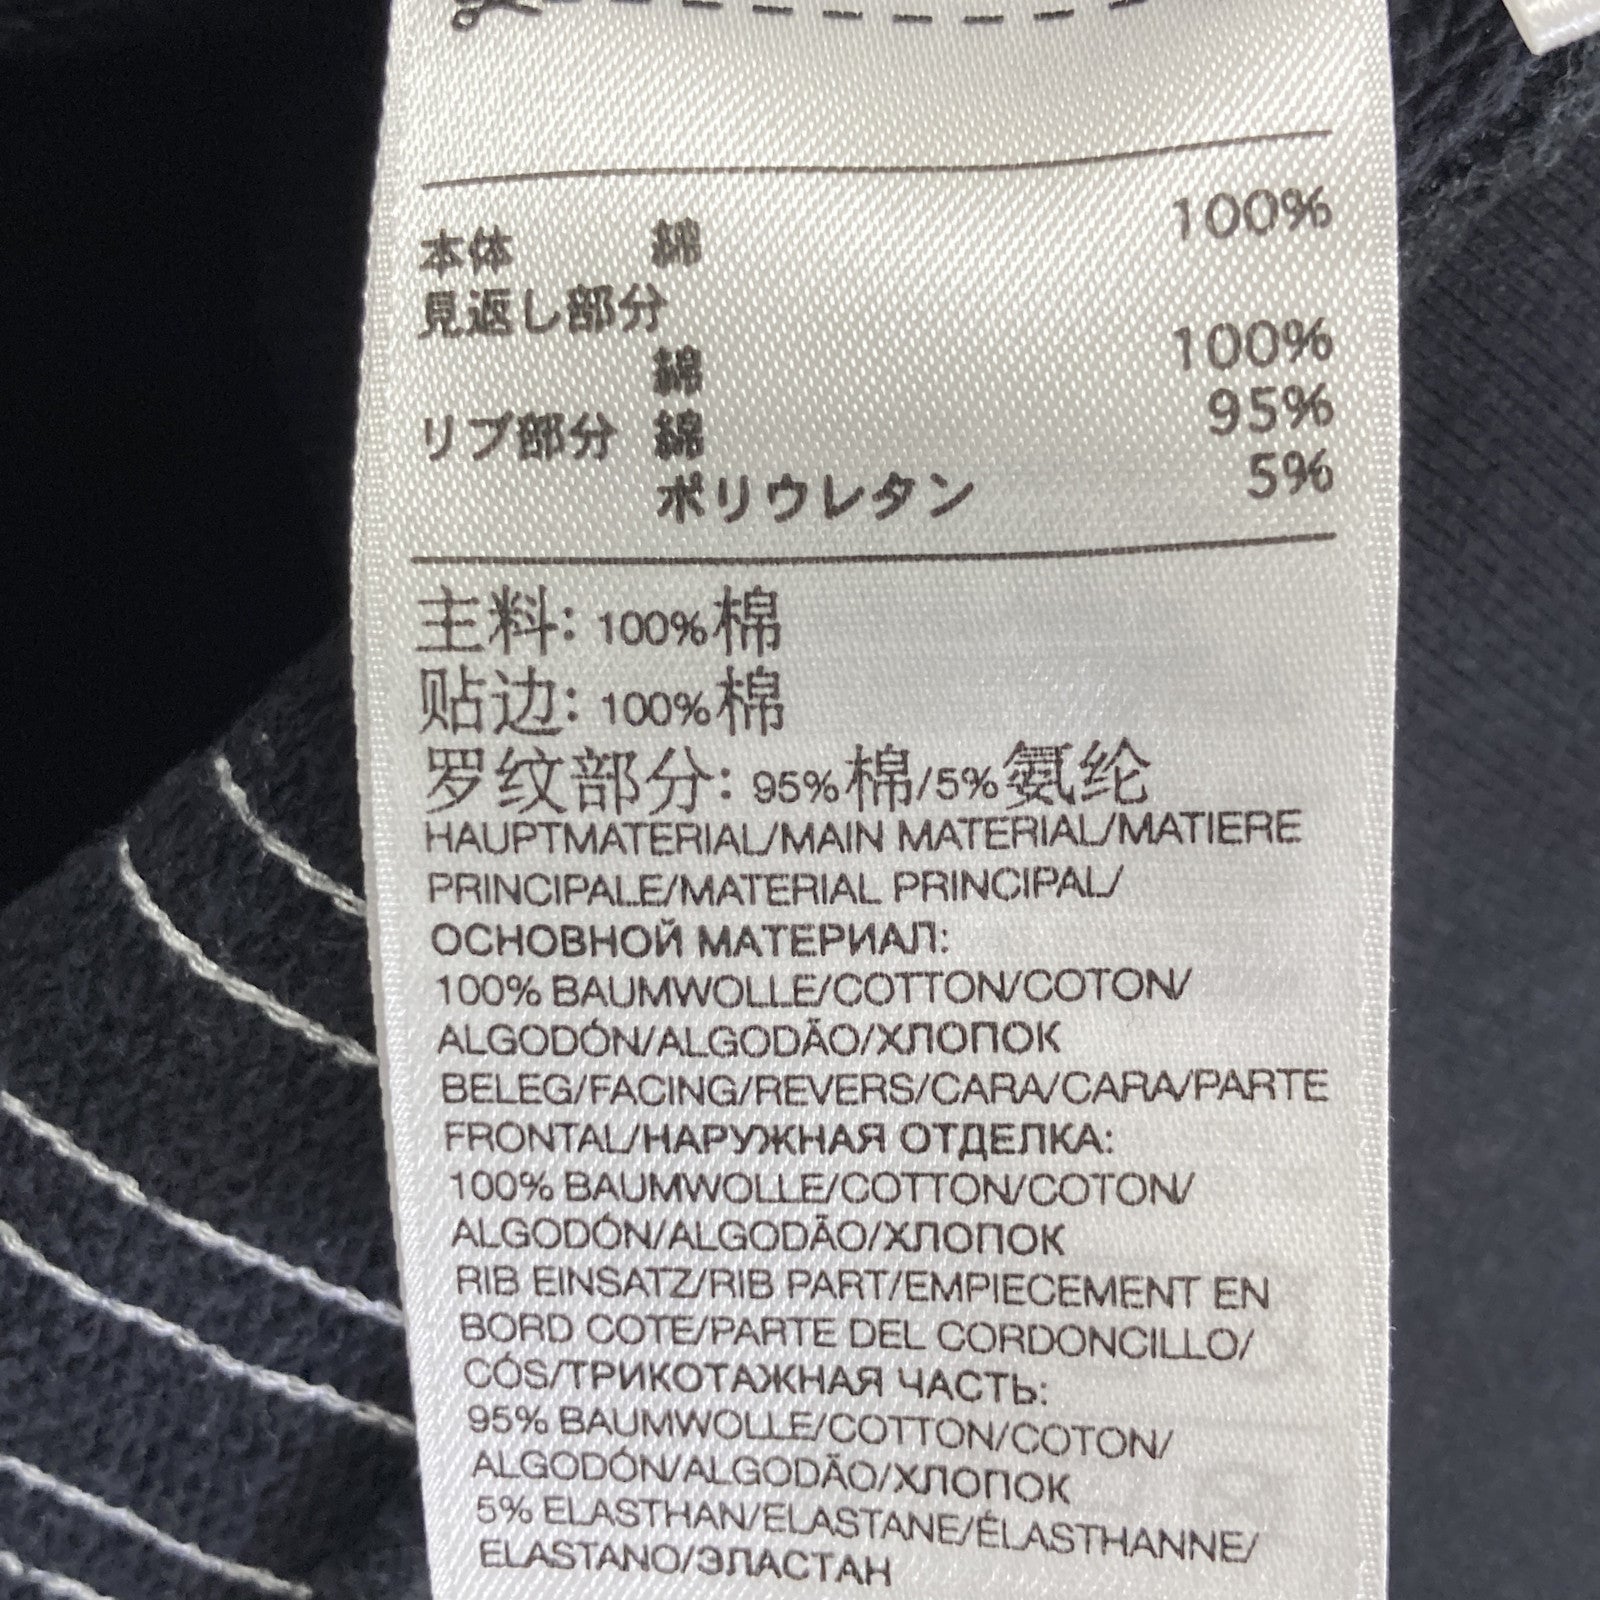 本体 綿 100%
見返し部分
綿 100%
リブ部分 綿 95%
ポリウレタン 5%
主料: 100%棉
贴边: 100%棉
罗纹部分: 95%棉/5%氨纶
HAUPTMATERIAL/MAIN MATERIAL/MATIERE
PRINCIPALE/MATERIAL PRINCIPAL/
ОСНОВНОЙ МАТЕРИАЛ:
100% BAUMWOLLE/COTTON/COTON/
ALGODÓN/ALGODÃO/ХЛОПОК
BELEG/FACING/REVERS/CARA/CARA/PARTE
FRONTAL/НАРУЖНАЯ ОТДЕЛКА:
100% BAUMWOLLE/COTTON/COTON/
ALGODÓN/ALGODÃO/ХЛОПОК
RIB EINSATZ/RIB PART/EMPIECEMENT EN
BORD COTE/PARTE DEL CORDONCILLO/
CÓS/ТРИКОТАЖНАЯ ЧАСТЬ:
95% BAUMWOLLE/COTTON/COTON/
ALGODÓN/ALGODÃO/ХЛОПОК
5% ELASTHAN/ELASTANE/ÉLASTHANNE/
ELASTANO/ЭЛАСТАН